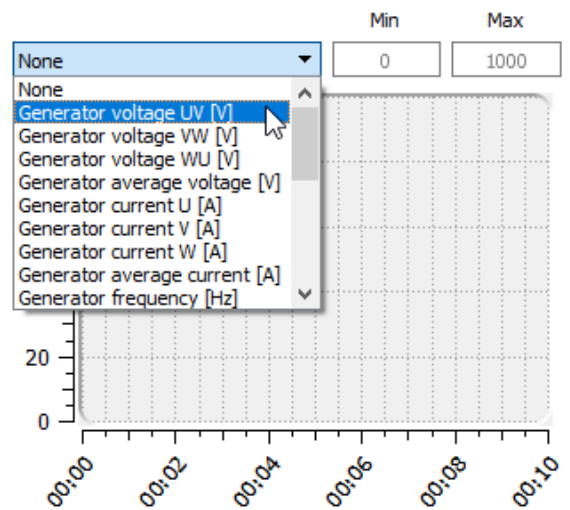 Min Max
None 0 1000
None
Generator voltage UV [V]
Generator voltage VW [V]
Generator voltage WU [V]
Generator average voltage [V]
Generator current U [A]
Generator current V [A]
Generator current W [A]
Generator average current [A]
Generator frequency [Hz]
20
0
00:00 00:02 00:04 00:06 00:08 00:10